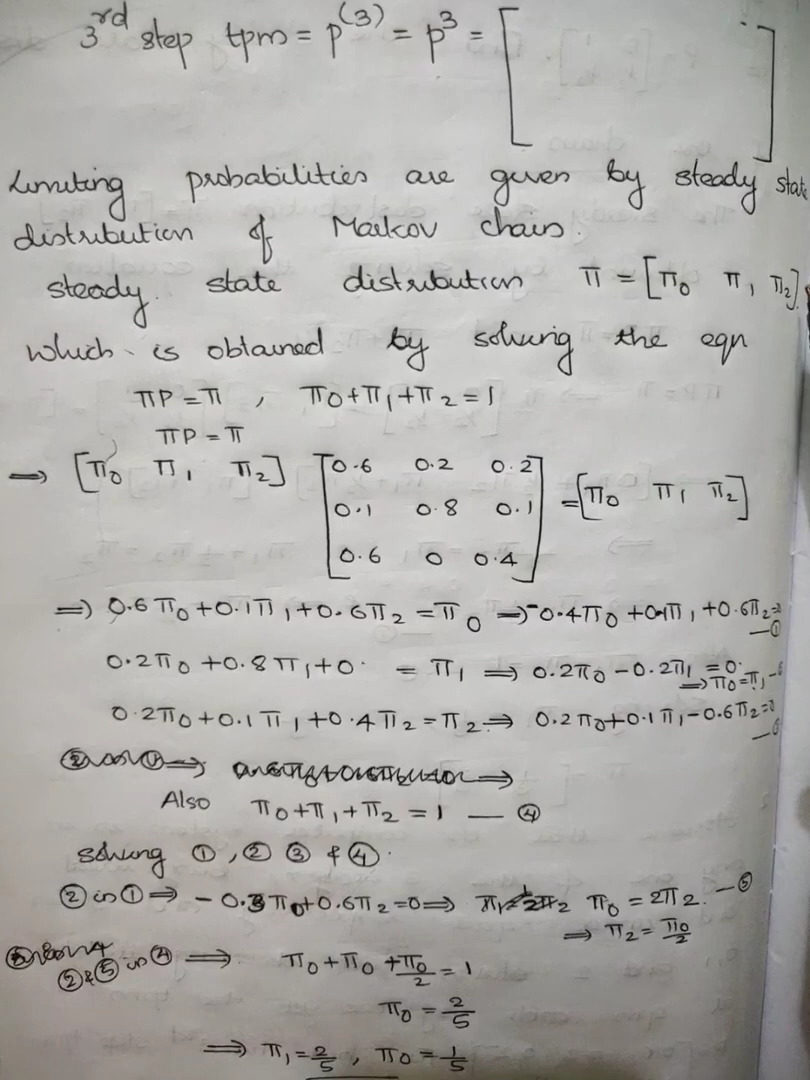 3rd step tpm = p(3) = p3 = [ ]
Limiting probabilities are given by steady state
distribution of Markov chain.
steady state distribution π = [π0 π1 π2]
which is obtained by solving the eqn
πP = π , π0+π1+π2 = 1
πP = π
⇒ [π0 π1 π2] [0.6 0.2 0.2
0.1 0.8 0.1
0.6 0 0.4] = [π0 π1 π2]
⇒ 0.6π0+0.1π1+0.6π2 = π0 ⇒ -0.4π0+0.1π1+0.6π2=0 —①
0.2π0+0.8π1+0 = π1 ⇒ 0.2π0-0.2π1=0
⇒ π0=π1 –
0.2π0+0.1π1+0.4π2 = π2 ⇒ 0.2π0+0.1π1-0.6π2=0 —
Also π0+π1+π2 = 1 — ④
solving ①, ② ③ & ④.
② in ① ⇒ -0.3π0+0.6π2=0 ⇒ π0 = 2π2 —⑤
⇒ π2 = π0/2
② & ⑤ in ④ ⇒ π0+π0+π0/2 = 1
π0 = 2/5
⇒ π1 = 2/5 , π0 = 1/5